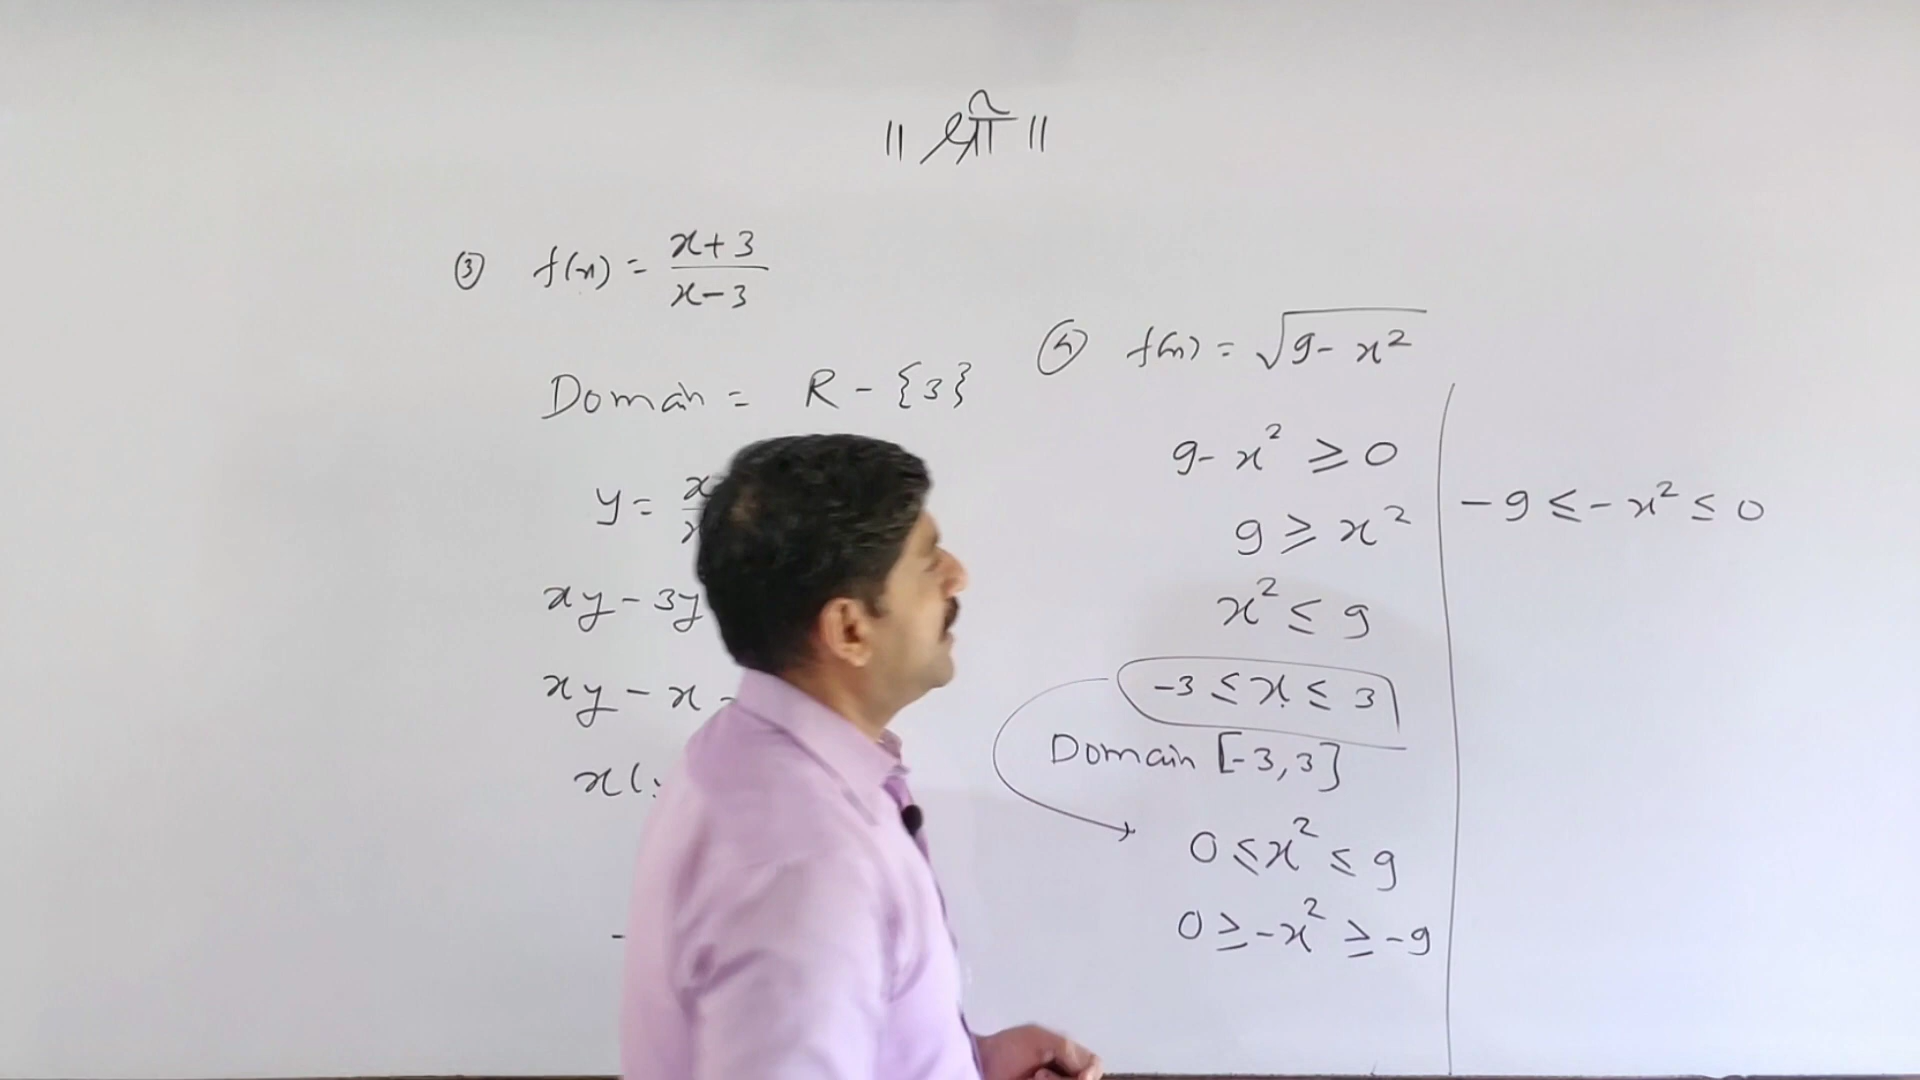 ॥ श्री ॥
③ f(x) = x+3 / x-3
Domain = R - {3}
y =
xy - 3y
xy - x -
x(
④ f(x) = √9-x²
9-x² ≥ 0
9 ≥ x²
x² ≤ 9
-3 ≤ x ≤ 3
Domain [-3,3]
0 ≤ x² ≤ 9
0 ≥ -x² ≥ -9
-9 ≤ -x² ≤ 0